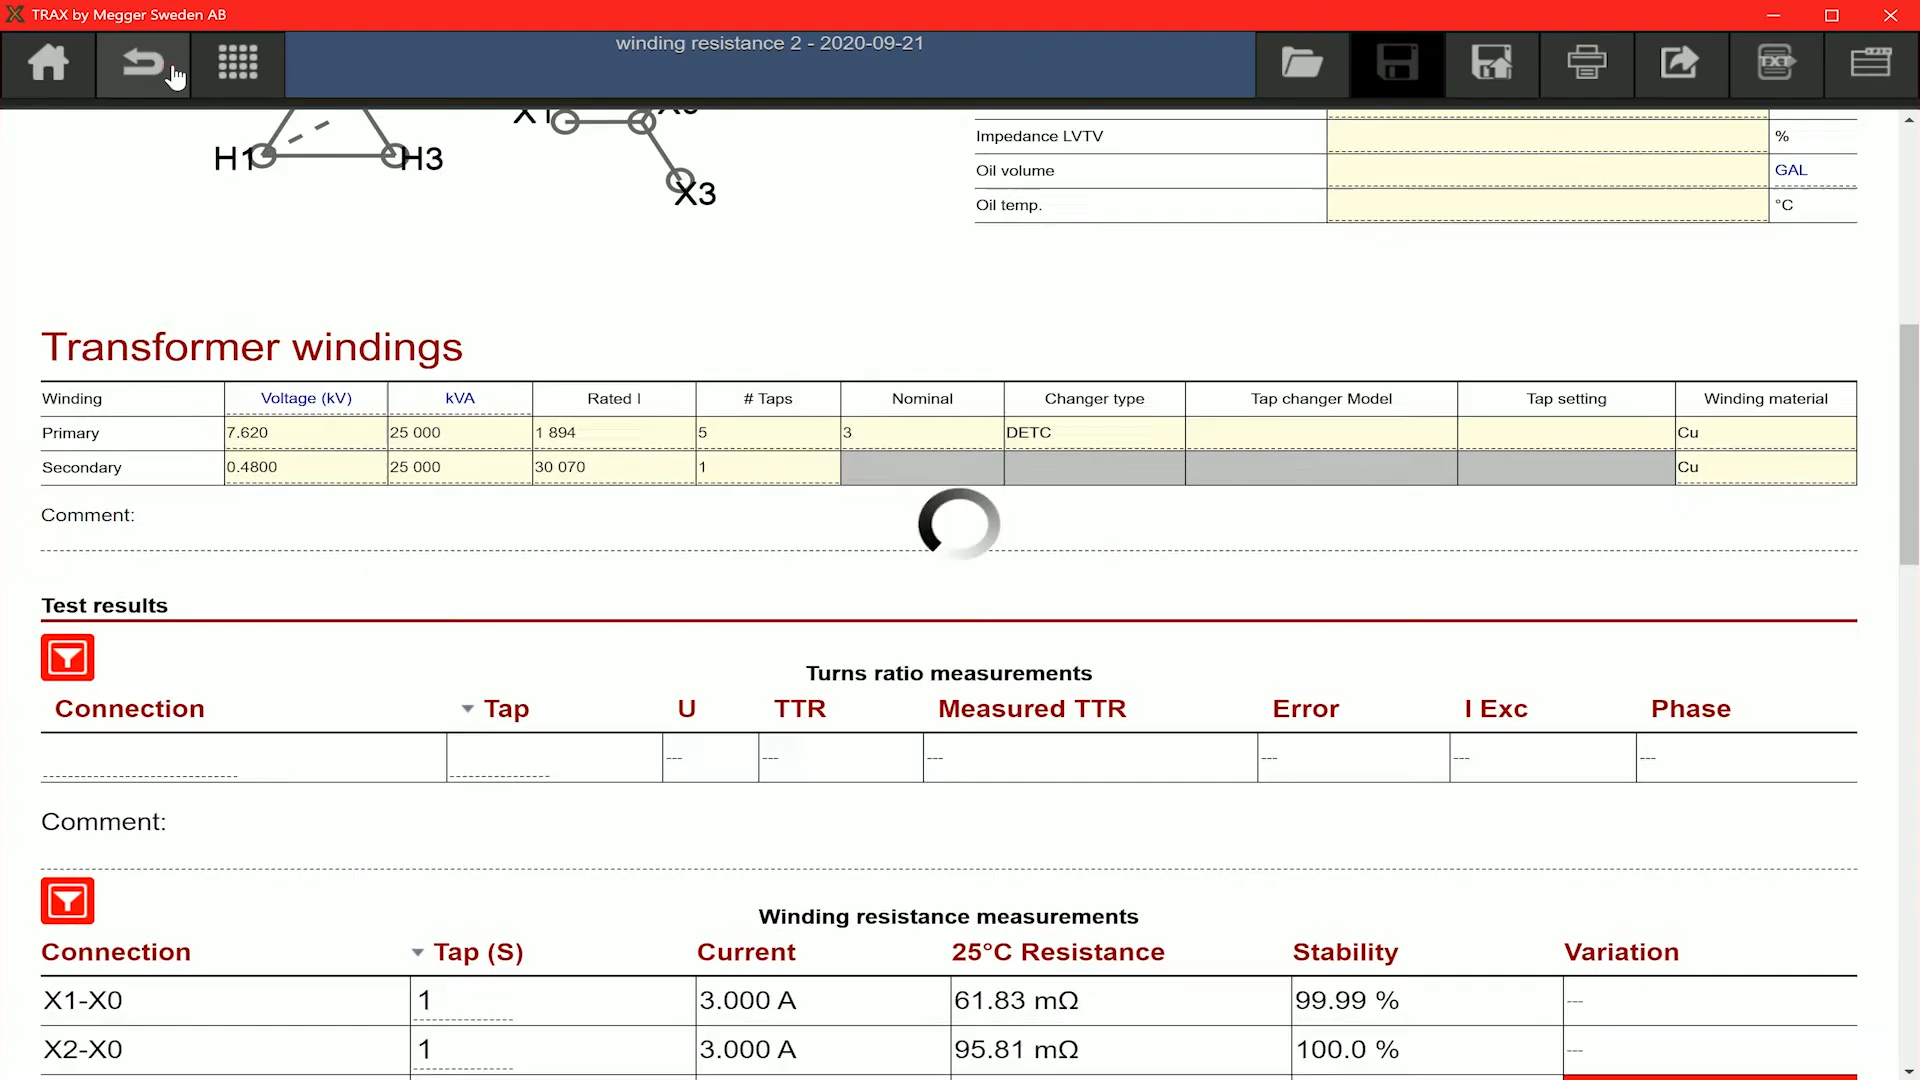 TRAX by Megger Sweden AB
winding resistance 2 - 2020-09-21
TXT
H1
H3
X1
X3
Impedance LVTV %
Oil volume GAL
Oil temp. °C
Transformer windings
Winding Voltage (kV) kVA Rated I # Taps Nominal Changer type Tap changer Model Tap setting Winding material
Primary 7.620 25 000 1 894 5 3 DETC Cu
Secondary 0.4800 25 000 30 070 1 Cu
Comment:
Test results
Turns ratio measurements
Connection Tap U TTR Measured TTR Error I Exc Phase
--- --- --- --- --- ---
Comment:
Winding resistance measurements
Connection Tap (S) Current 25°C Resistance Stability Variation
X1-X0 1 3.000 A 61.83 mΩ 99.99 % ---
X2-X0 1 3.000 A 95.81 mΩ 100.0 % ---